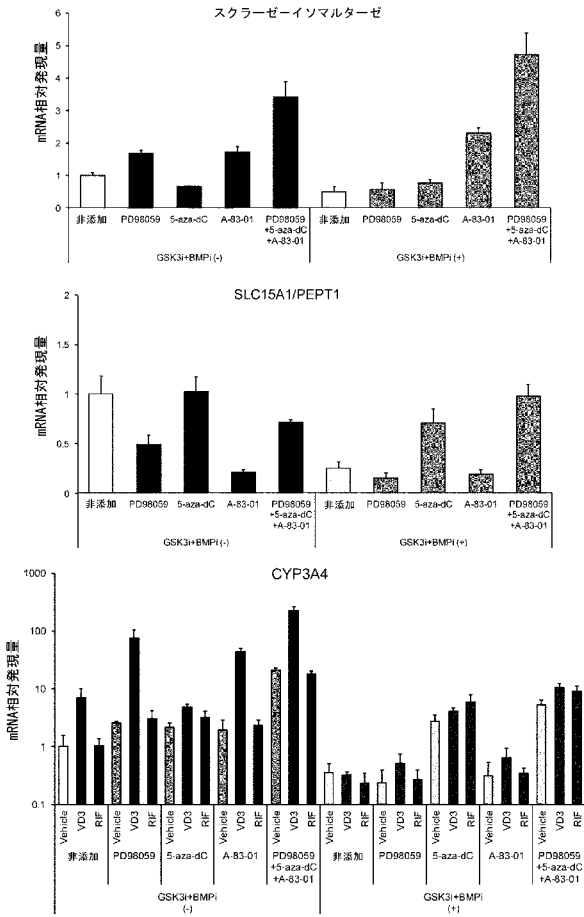 スクラーゼーイソマルターゼ
mRNA相対発現量
6
5
4
3
2
1
0
非添加 PD98059 5-aza-dC A-83-01 PD98059 非添加 PD98059 5-aza-dC A-83-01 PD98059
+5-aza-dC +5-aza-dC
+A-83-01 +A-83-01
GSK3i+BMPi (-) GSK3i+BMPi (+)
SLC15A1/PEPT1
mRNA相対発現量
2
1.5
1
0.5
0
非添加 PD98059 5-aza-dC A-83-01 PD98059 非添加 PD98059 5-aza-dC A-83-01 PD98059
+5-aza-dC +5-aza-dC
+A-83-01 +A-83-01
GSK3i+BMPi (-) GSK3i+BMPi (+)
CYP3A4
mRNA相対発現量
1000
100
10
1
0.1
Vehicle VD3 RIF Vehicle VD3 RIF Vehicle VD3 RIF Vehicle VD3 RIF Vehicle VD3 RIF Vehicle VD3 RIF Vehicle VD3 RIF Vehicle VD3 RIF Vehicle VD3 RIF Vehicle VD3 RIF
非添加 PD98059 5-aza-dC A-83-01 PD98059 非添加 PD98059 5-aza-dC A-83-01 PD98059
+5-aza-dC +5-aza-dC
+A-83-01 +A-83-01
GSK3i+BMPi GSK3i+BMPi
(-) (+)